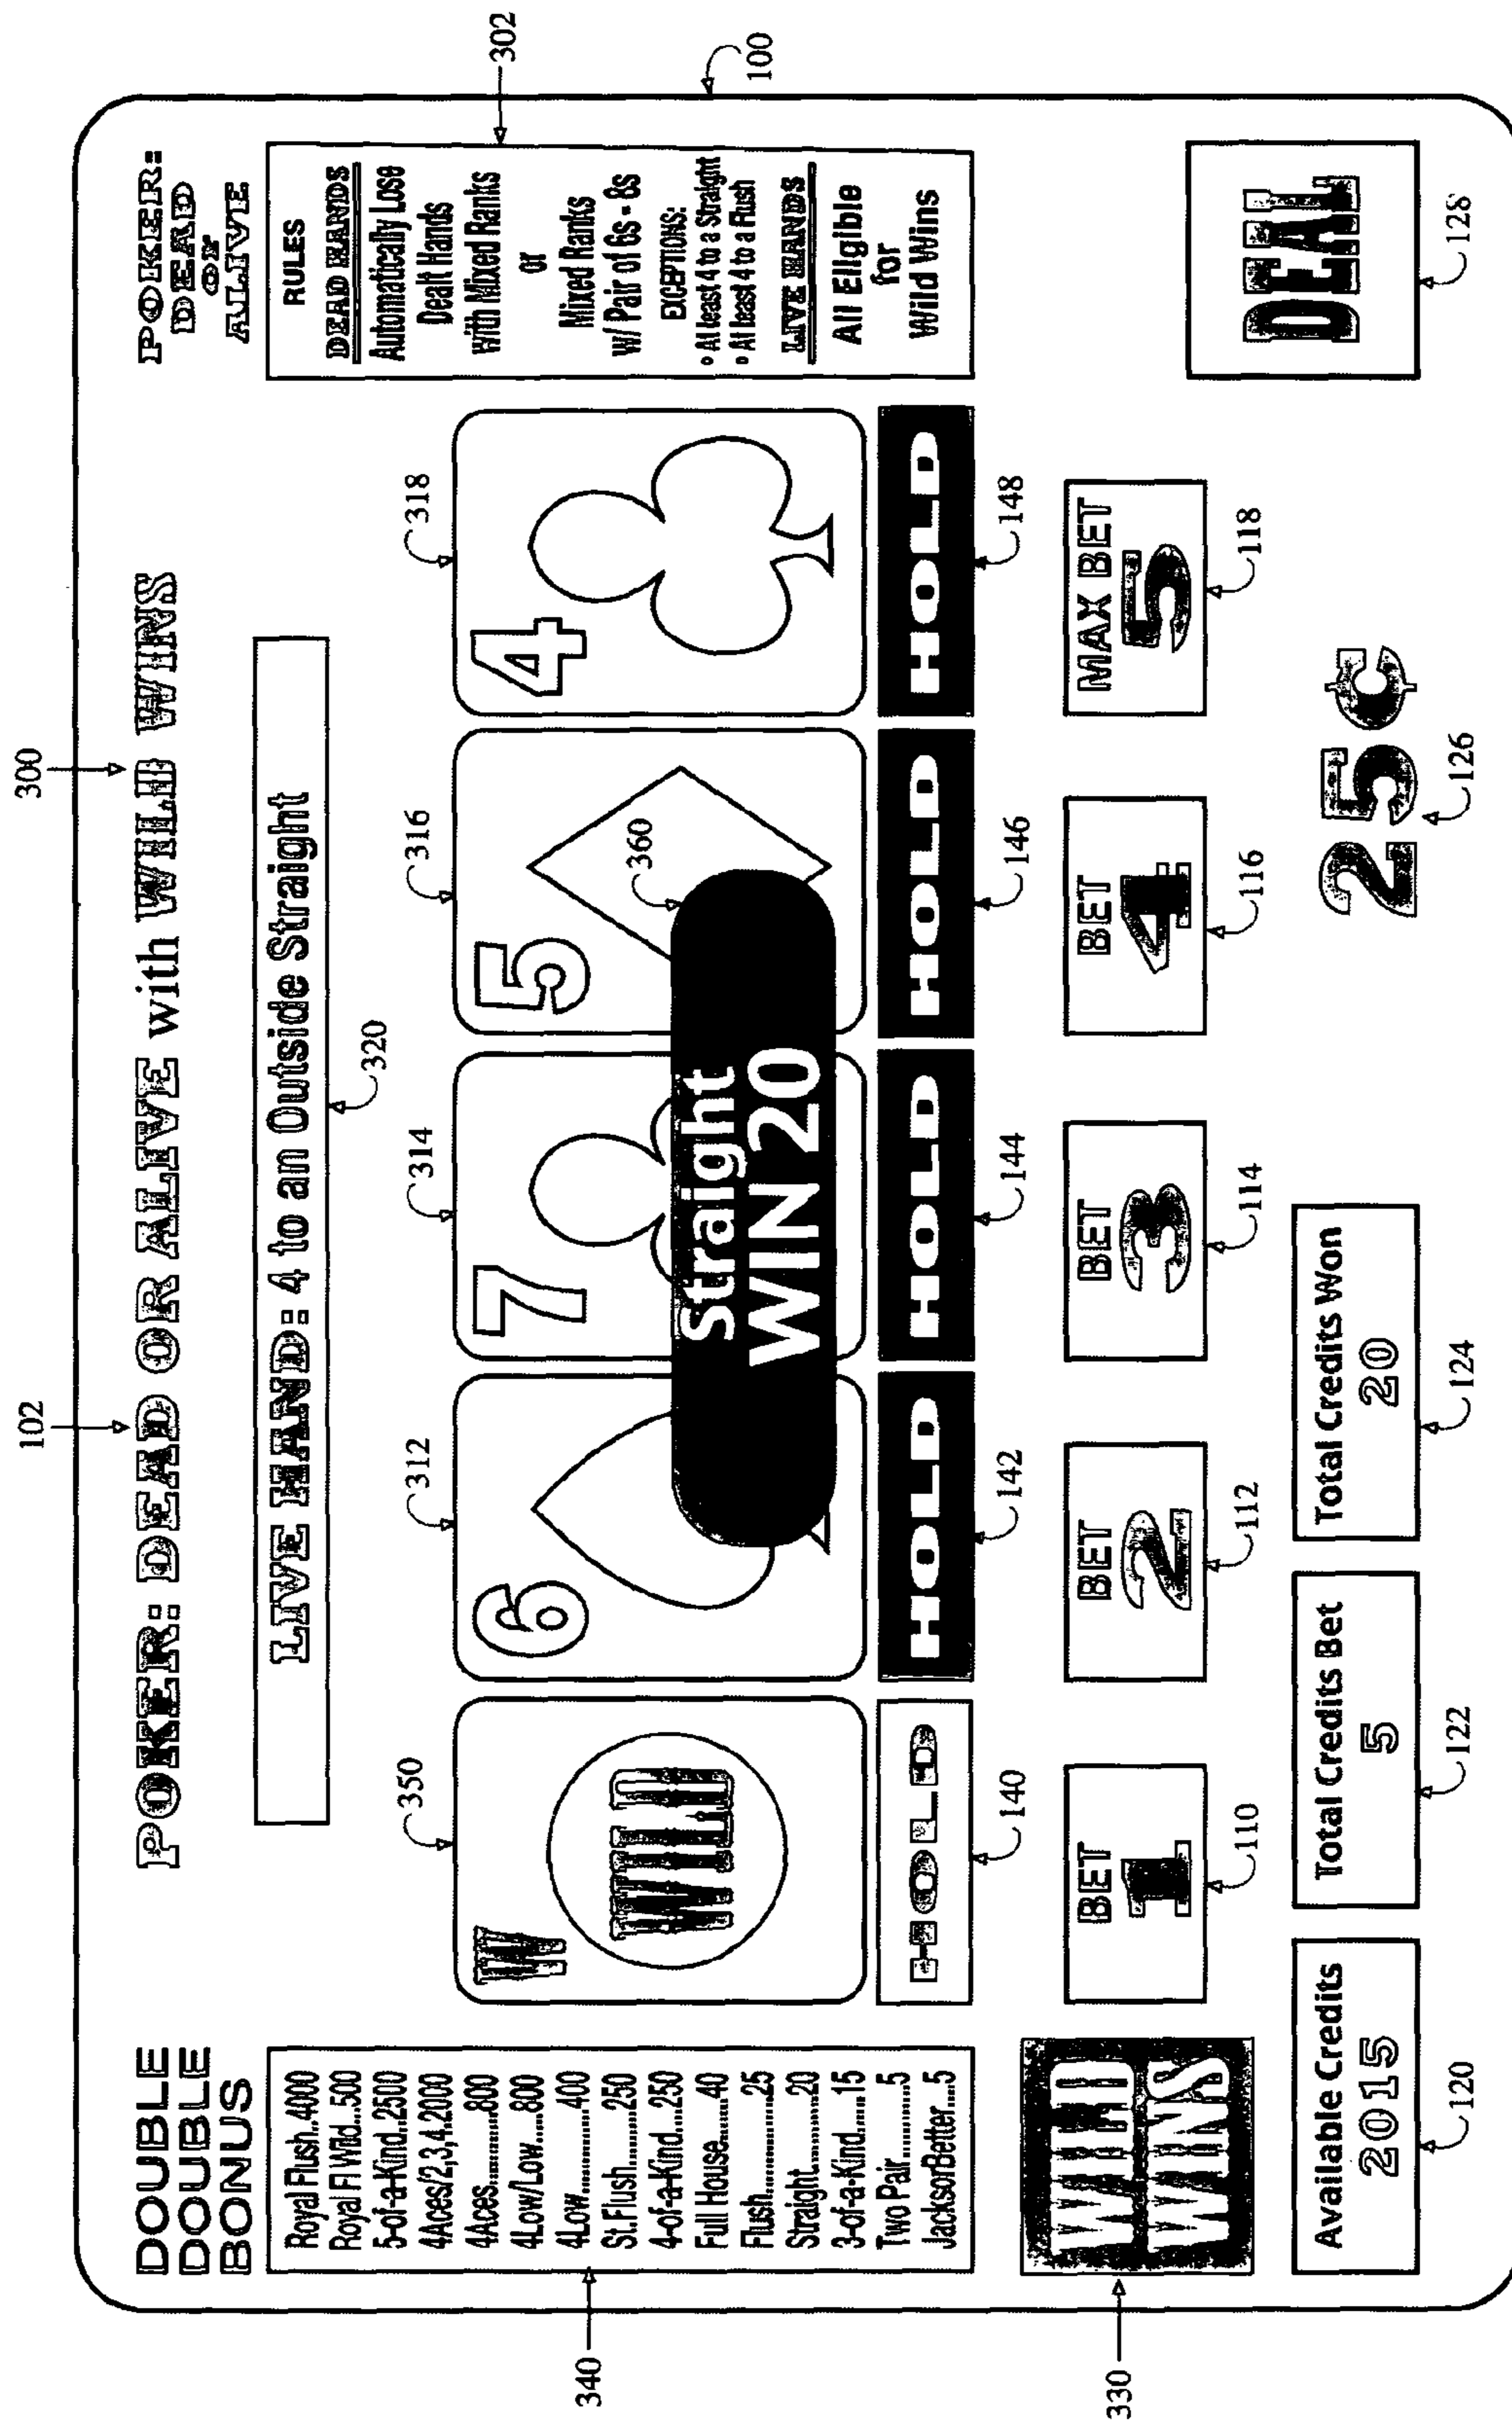 102
300
POKER: DEAD OR ALIVE with WILD WINS
DOUBLE
DOUBLE
BONUS
Royal Flush..4000
Royal Fl Wild...500
5-of-a-Kind..2500
4Aces/2,3,4.2000
4Aces............800
4Low/Low.....800
4Low............400
St.Flush........250
4-of-a-Kind...250
Full House......40
Flush.............25
Straight..........20
3-of-a-Kind....15
Two Pair...........5
JacksorBetter....5
340
LIVE HAND: 4 to an Outside Straight
320
POKER:
DEAD
or
ALIVE
RULES
DEAD HANDS
Automatically Lose
Dealt Hands
with Mixed Ranks
or
Mixed Ranks
w/ Pair of 6s - 8s
EXCEPTIONS:
• At least 4 to a Straight
• At least 4 to a Flush
LIVE HANDS
All Eligible
for
Wild Wins
302
100
350
312
314
316
318
W
WILD
6
7
5
4
360
straight
WIN 20
HOLD
HOLD
HOLD
HOLD
HOLD
140
142
144
146
148
330
WILD
WINS
BET
1
BET
2
BET
3
BET
4
MAX BET
5
110
112
114
116
118
Available Credits
2015
120
Total Credits Bet
5
122
Total Credits Won
20
124
25¢
126
DEAL
128